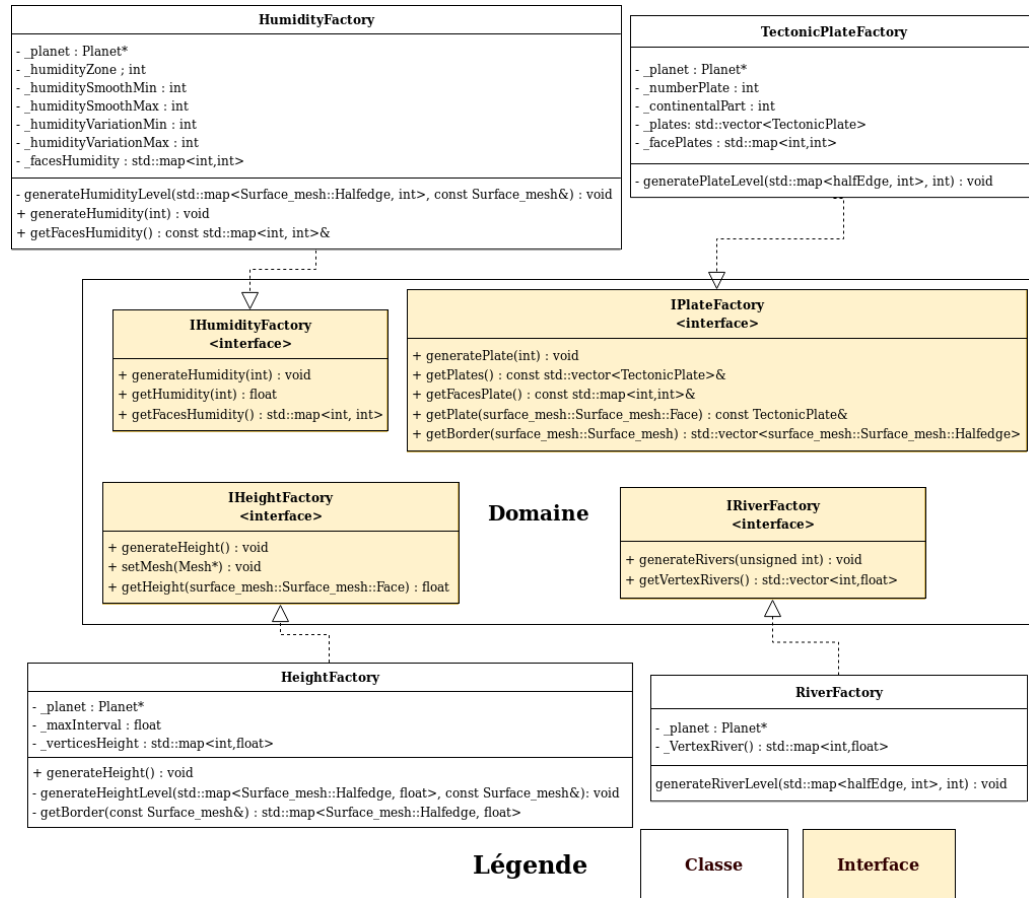 HumidityFactory
- _planet : Planet*
- _humidityZone ; int
- _humiditySmoothMin : int
- _humiditySmoothMax : int
- _humidityVariationMin : int
- _humidityVariationMax : int
- _facesHumidity : std::map<int,int>
- generateHumidityLevel(std::map<Surface_mesh::Halfedge, int>, const Surface_mesh&) : void
+ generateHumidity(int) : void
+ getFacesHumidity() : const std::map<int, int>&
TectonicPlateFactory
- _planet : Planet*
- _numberPlate : int
- _continentalPart : int
- _plates: std::vector<TectonicPlate>
- _facePlates : std::map<int,int>
- generatePlateLevel(std::map<halfEdge, int>, int) : void
IHumidityFactory
<interface>
+ generateHumidity(int) : void
+ getHumidity(int) : float
+ getFacesHumidity() : std::map<int, int>
IPlateFactory
<interface>
+ generatePlate(int) : void
+ getPlates() : const std::vector<TectonicPlate>&
+ getFacesPlate() : const std::map<int,int>&
+ getPlate(surface_mesh::Surface_mesh::Face) : const TectonicPlate&
+ getBorder(surface_mesh::Surface_mesh) : std::vector<surface_mesh::Surface_mesh::Halfedge>
IHeightFactory
<interface>
+ generateHeight() : void
+ setMesh(Mesh*) : void
+ getHeight(surface_mesh::Surface_mesh::Face) : float
Domaine
IRiverFactory
<interface>
+ generateRivers(unsigned int) : void
+ getVertexRivers() : std::vector<int,float>
HeightFactory
- _planet : Planet*
- _maxInterval : float
- _verticesHeight : std::map<int,float>
+ generateHeight() : void
- generateHeightLevel(std::map<Surface_mesh::Halfedge, float>, const Surface_mesh&): void
- getBorder(const Surface_mesh&) : std::map<Surface_mesh::Halfedge, float>
RiverFactory
- _planet : Planet*
- _VertexRiver() : std::map<int,float>
generateRiverLevel(std::map<halfEdge, int>, int) : void
Légende
Classe
Interface